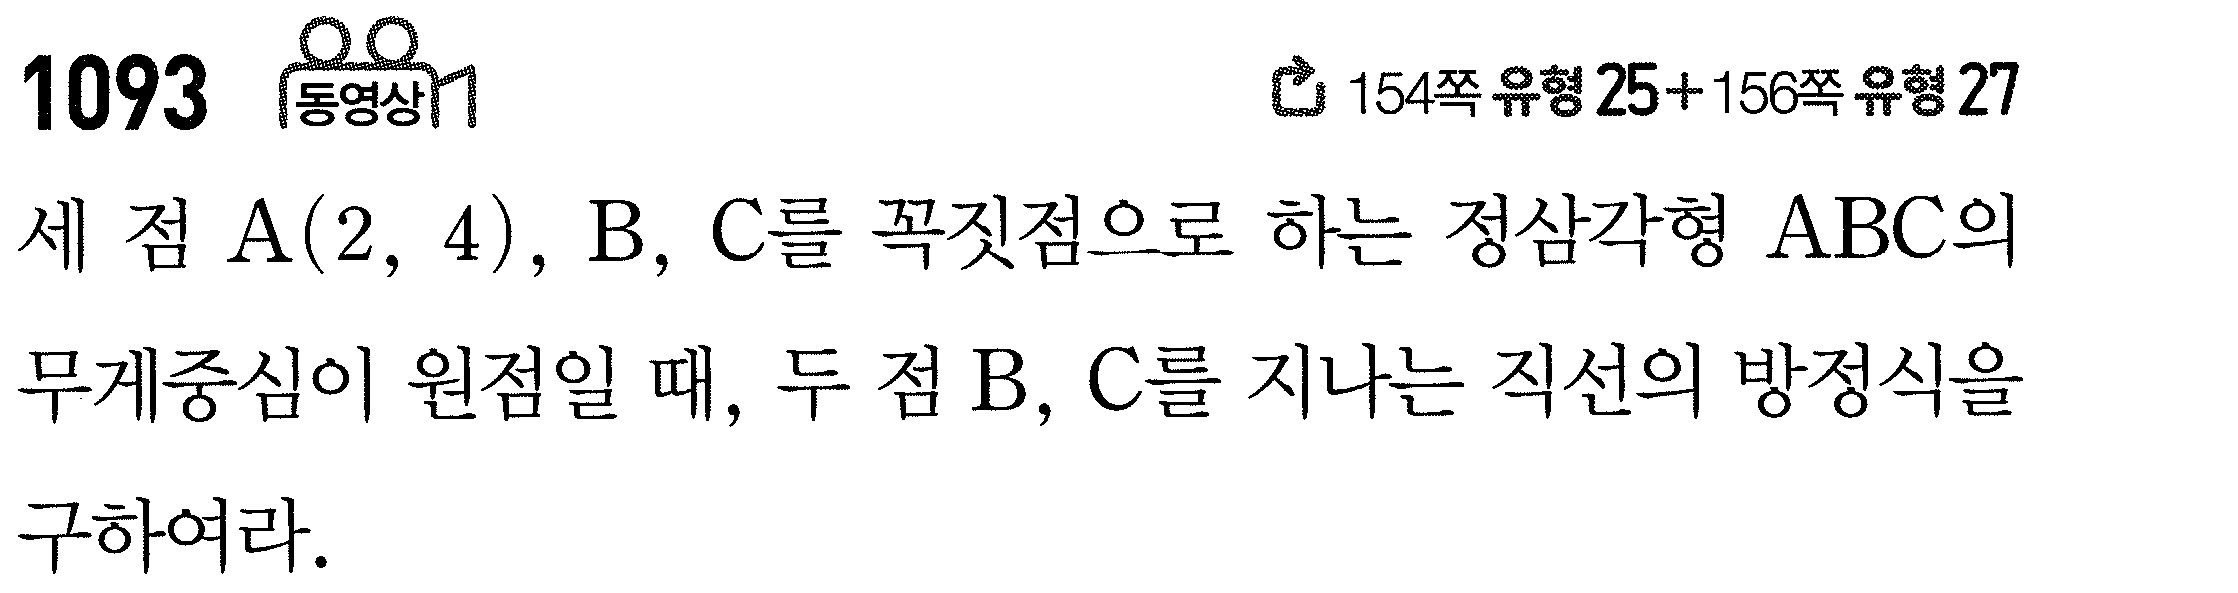 1093 동영상 154쪽 유형 25+156쪽 유형 27
세 점 A(2, 4), B, C를 꼭짓점으로 하는 정삼각형 ABC의
무게중심이 원점일 때, 두 점 B, C를 지나는 직선의 방정식을
구하여라.